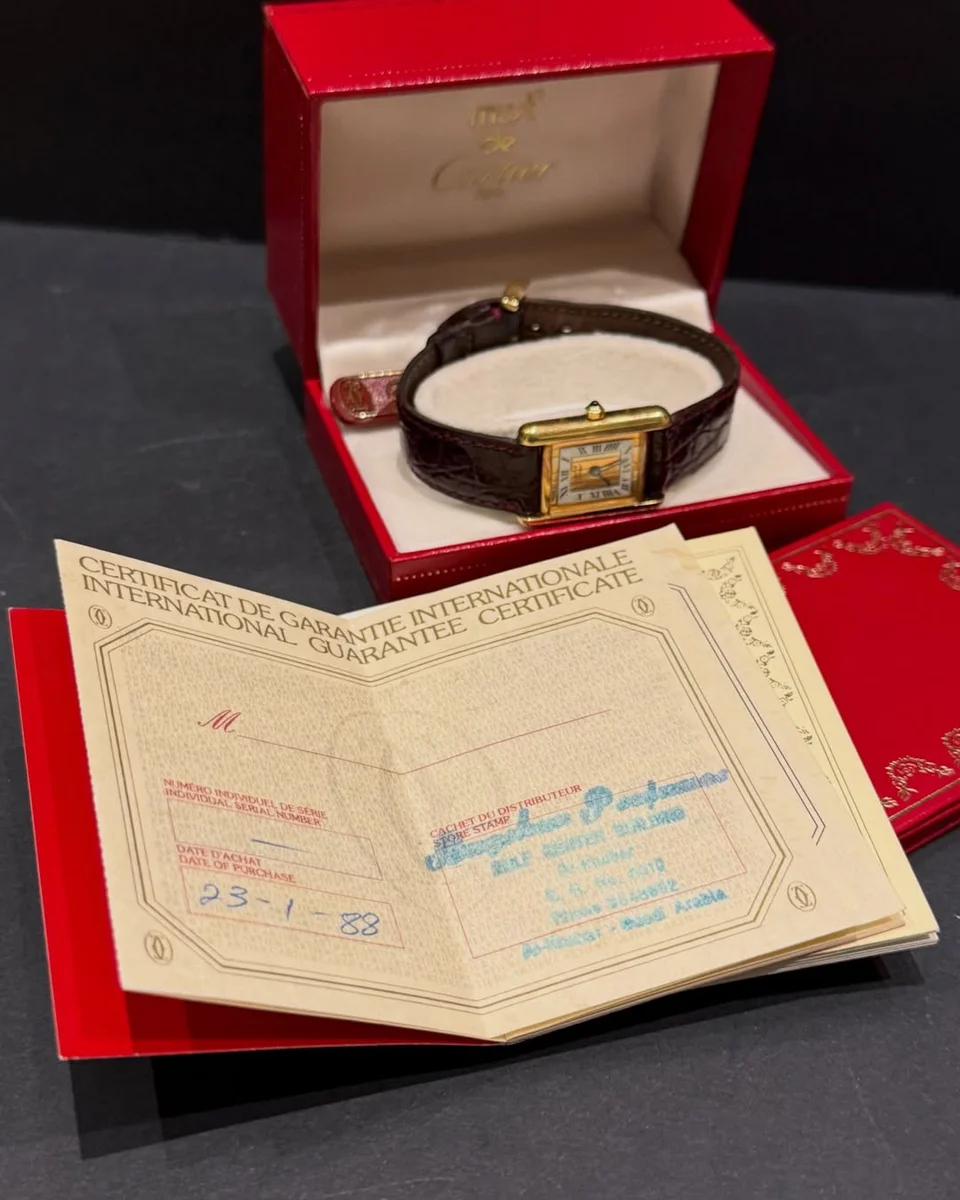 must
de
Cartier
CERTIFICAT DE GARANTIE INTERNATIONALE
INTERNATIONAL GUARANTEE CERTIFICATE
M
NUMÉRO INDIVIDUEL DE SÉRIE
INDIVIDUAL SERIAL NUMBER
DATE D'ACHAT
DATE OF PURCHASE
23-1-88
CACHET DU DISTRIBUTEUR
STORE STAMP
Al-Khobar - Saudi Arabia